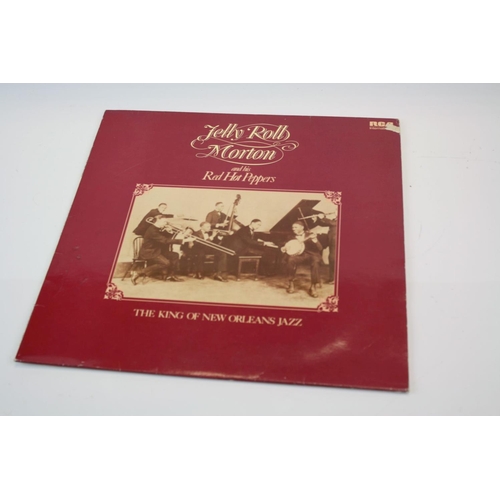 Jelly Roll
Morton
and his
Red Hot Peppers
RCA
THE KING OF NEW ORLEANS JAZZ